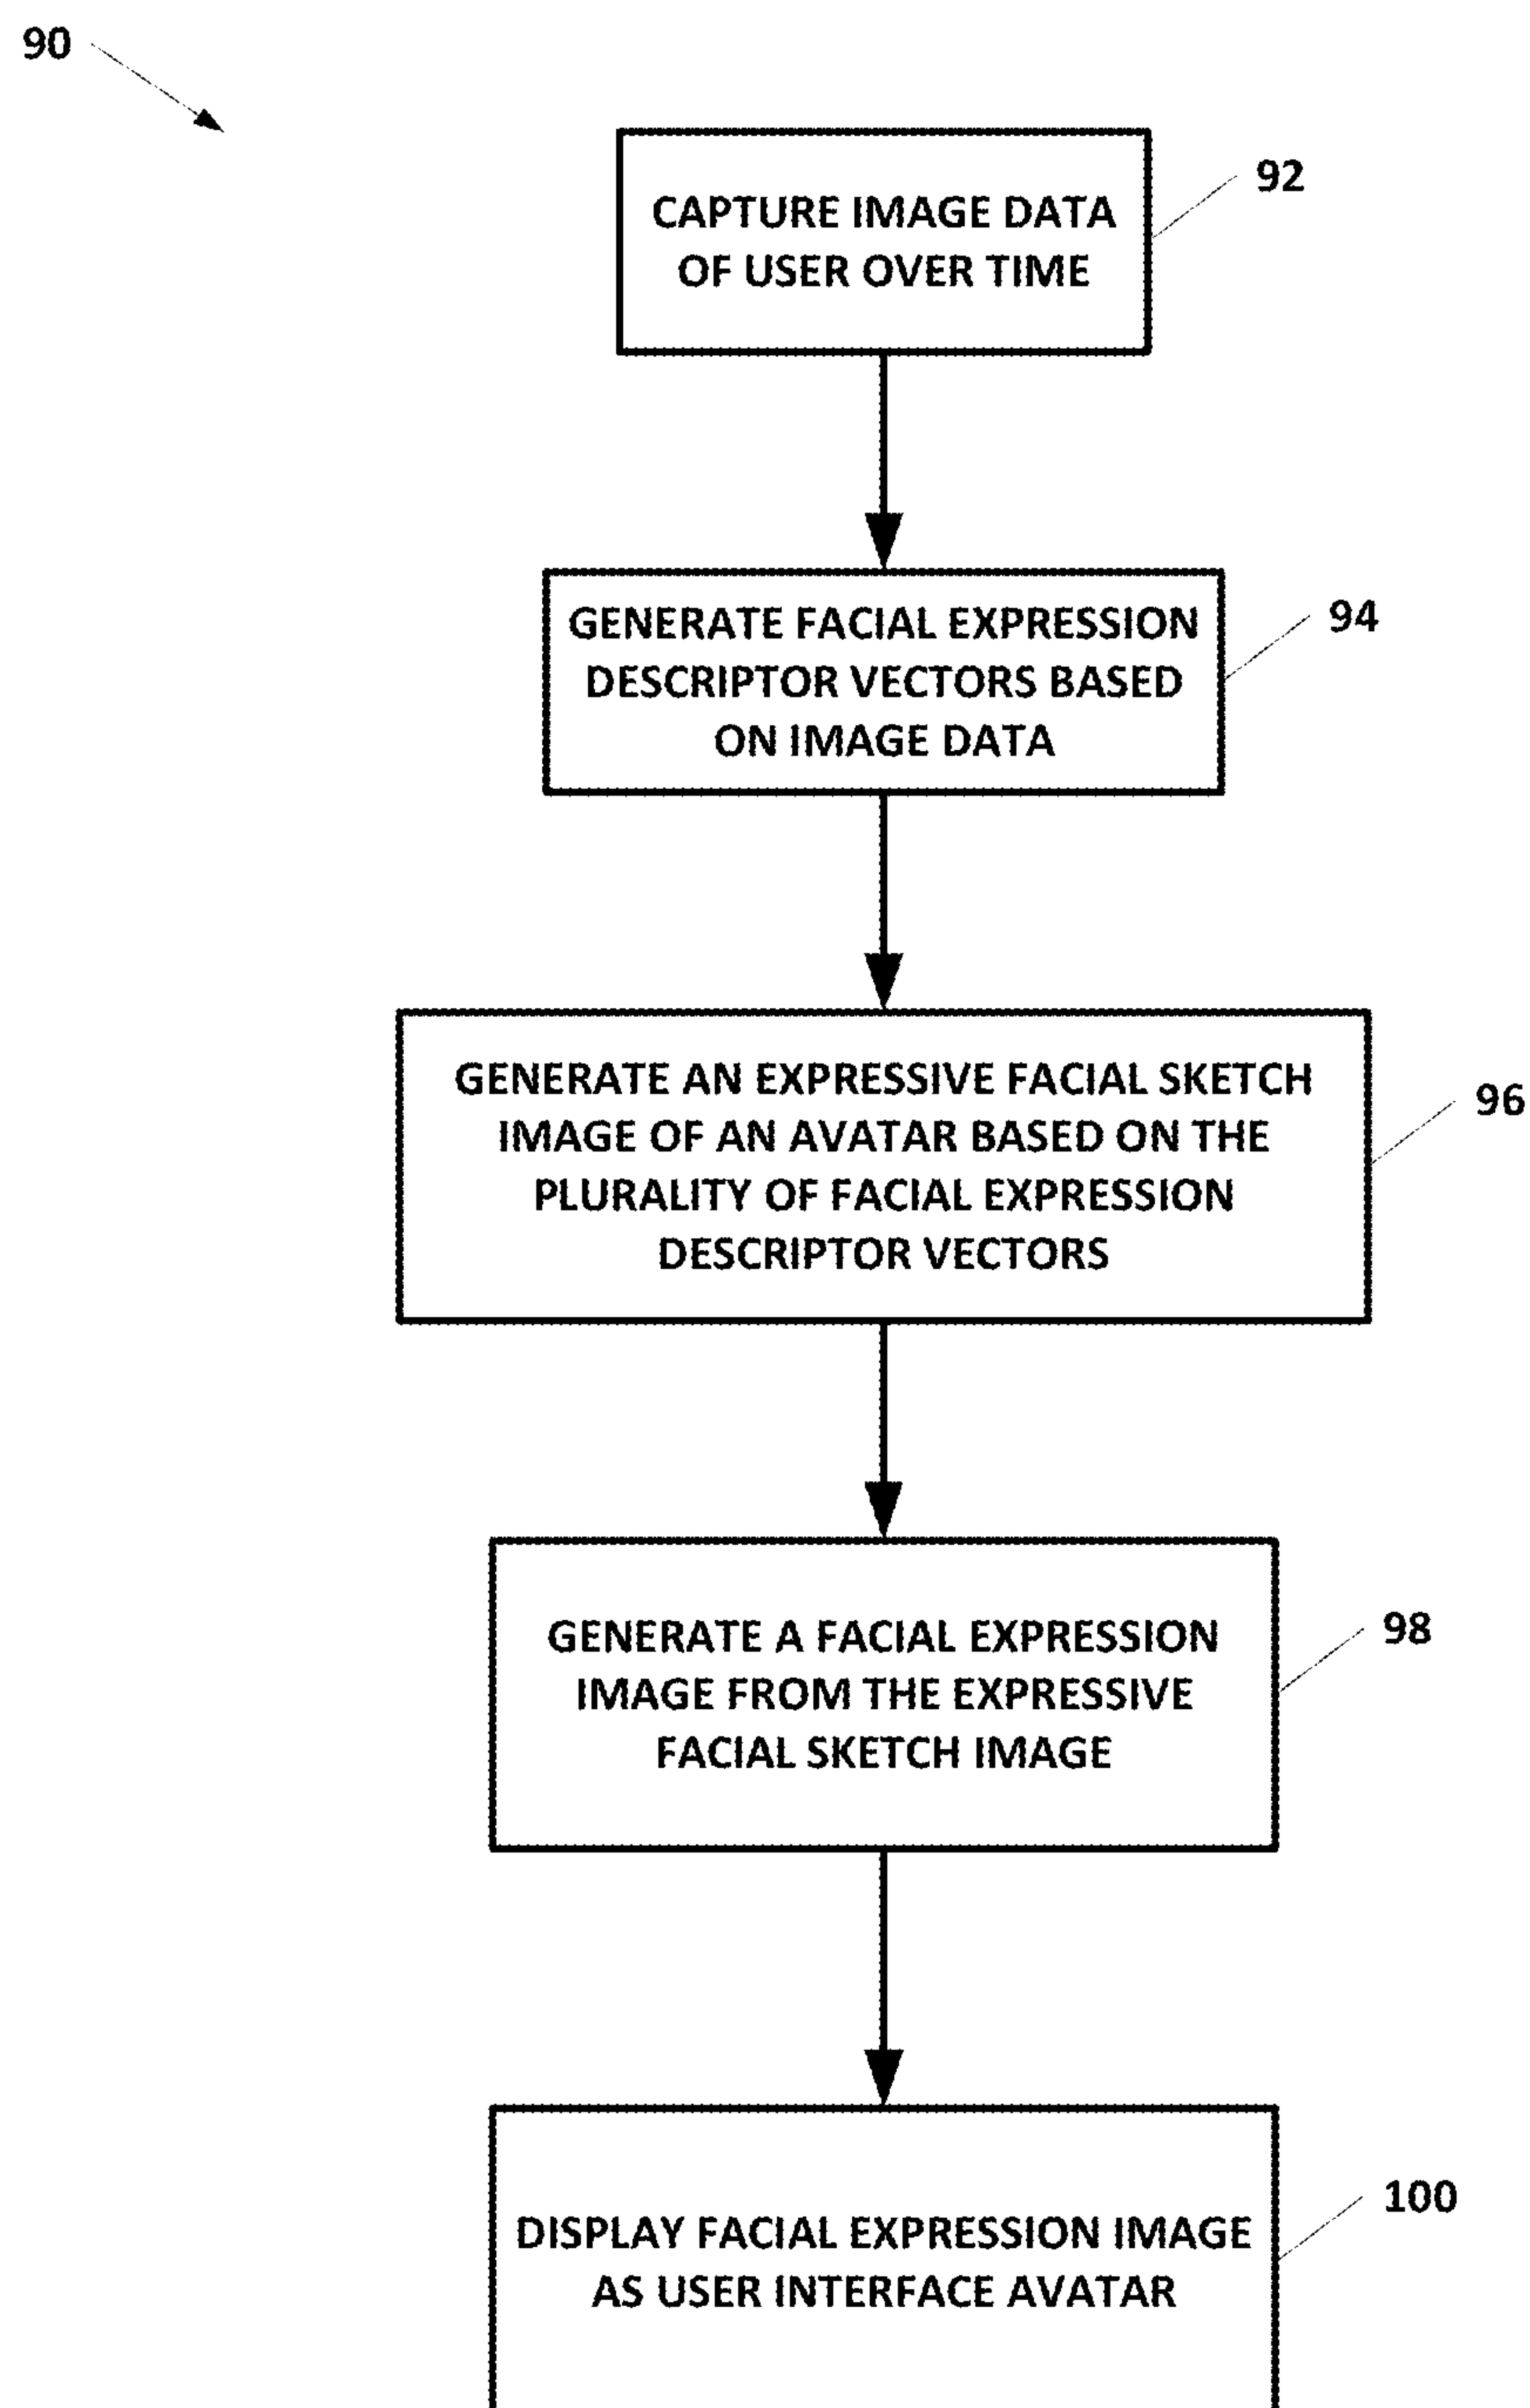 90
92
CAPTURE IMAGE DATA
OF USER OVER TIME
94
GENERATE FACIAL EXPRESSION
DESCRIPTOR VECTORS BASED
ON IMAGE DATA
96
GENERATE AN EXPRESSIVE FACIAL SKETCH
IMAGE OF AN AVATAR BASED ON THE
PLURALITY OF FACIAL EXPRESSION
DESCRIPTOR VECTORS
98
GENERATE A FACIAL EXPRESSION
IMAGE FROM THE EXPRESSIVE
FACIAL SKETCH IMAGE
100
DISPLAY FACIAL EXPRESSION IMAGE
AS USER INTERFACE AVATAR